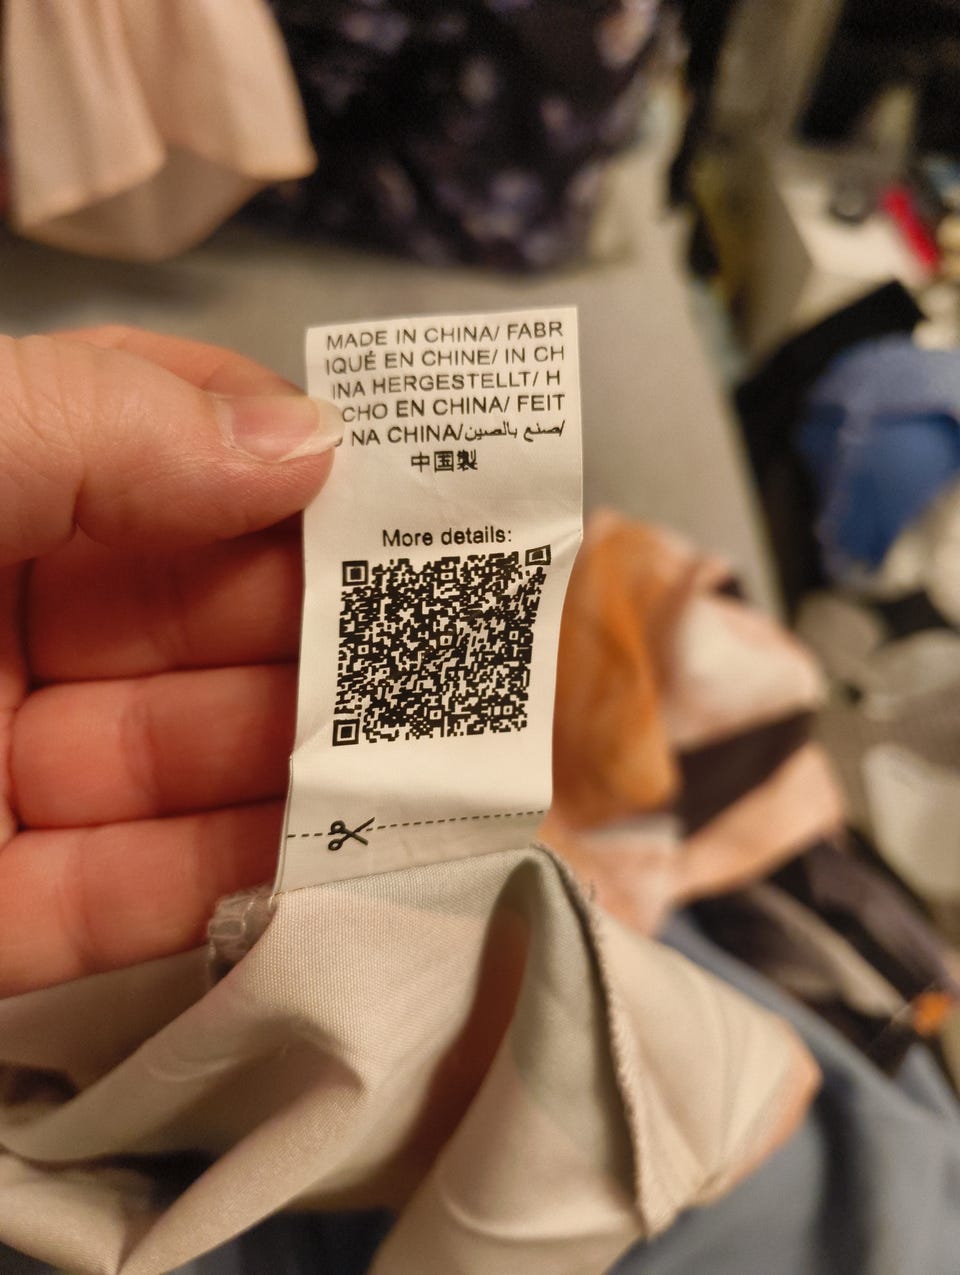 MADE IN CHINA/ FABR
IQUÉ EN CHINE/ IN CH
INA HERGESTELLT/ H
CHO EN CHINA/ FEIT
NA CHINA/صنع بالصين/
中国製
More details: